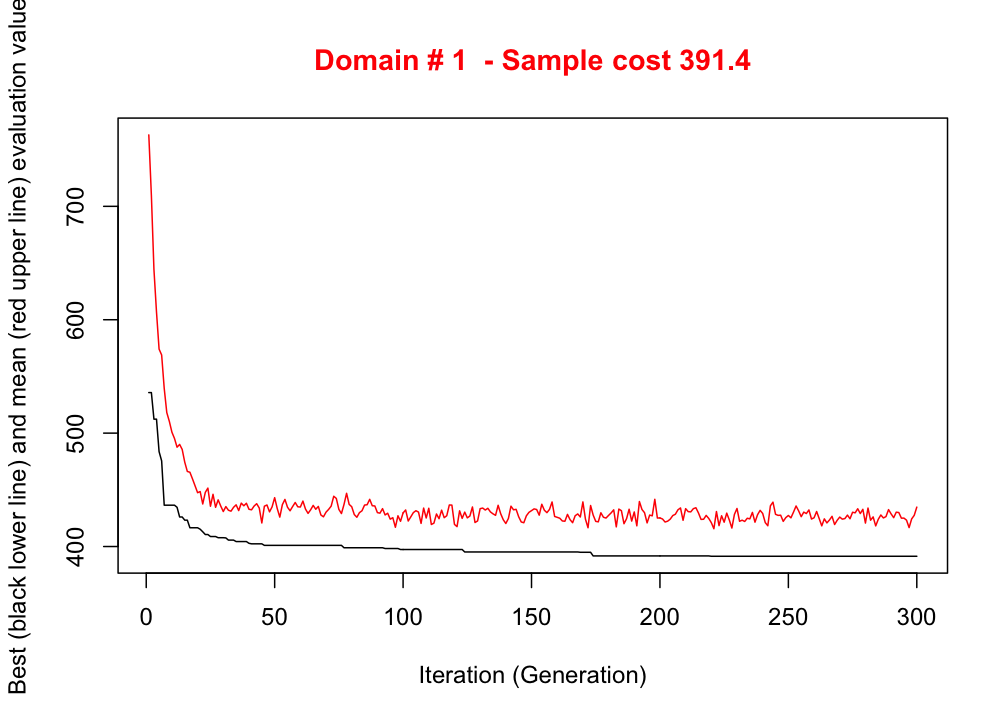 Domain # 1  - Sample cost 391.4
Best (black lower line) and mean (red upper line) evaluation value
700
600
500
400
0 50 100 150 200 250 300
Iteration (Generation)